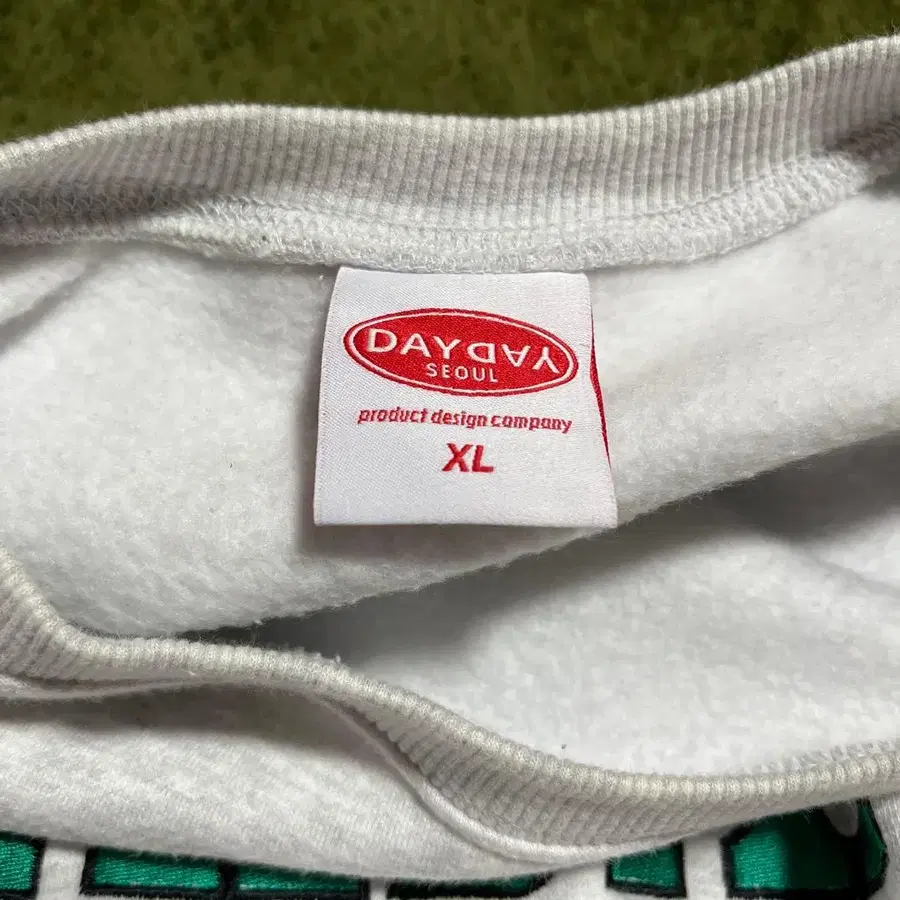 DAYDAY
SEOUL
product design company
XL